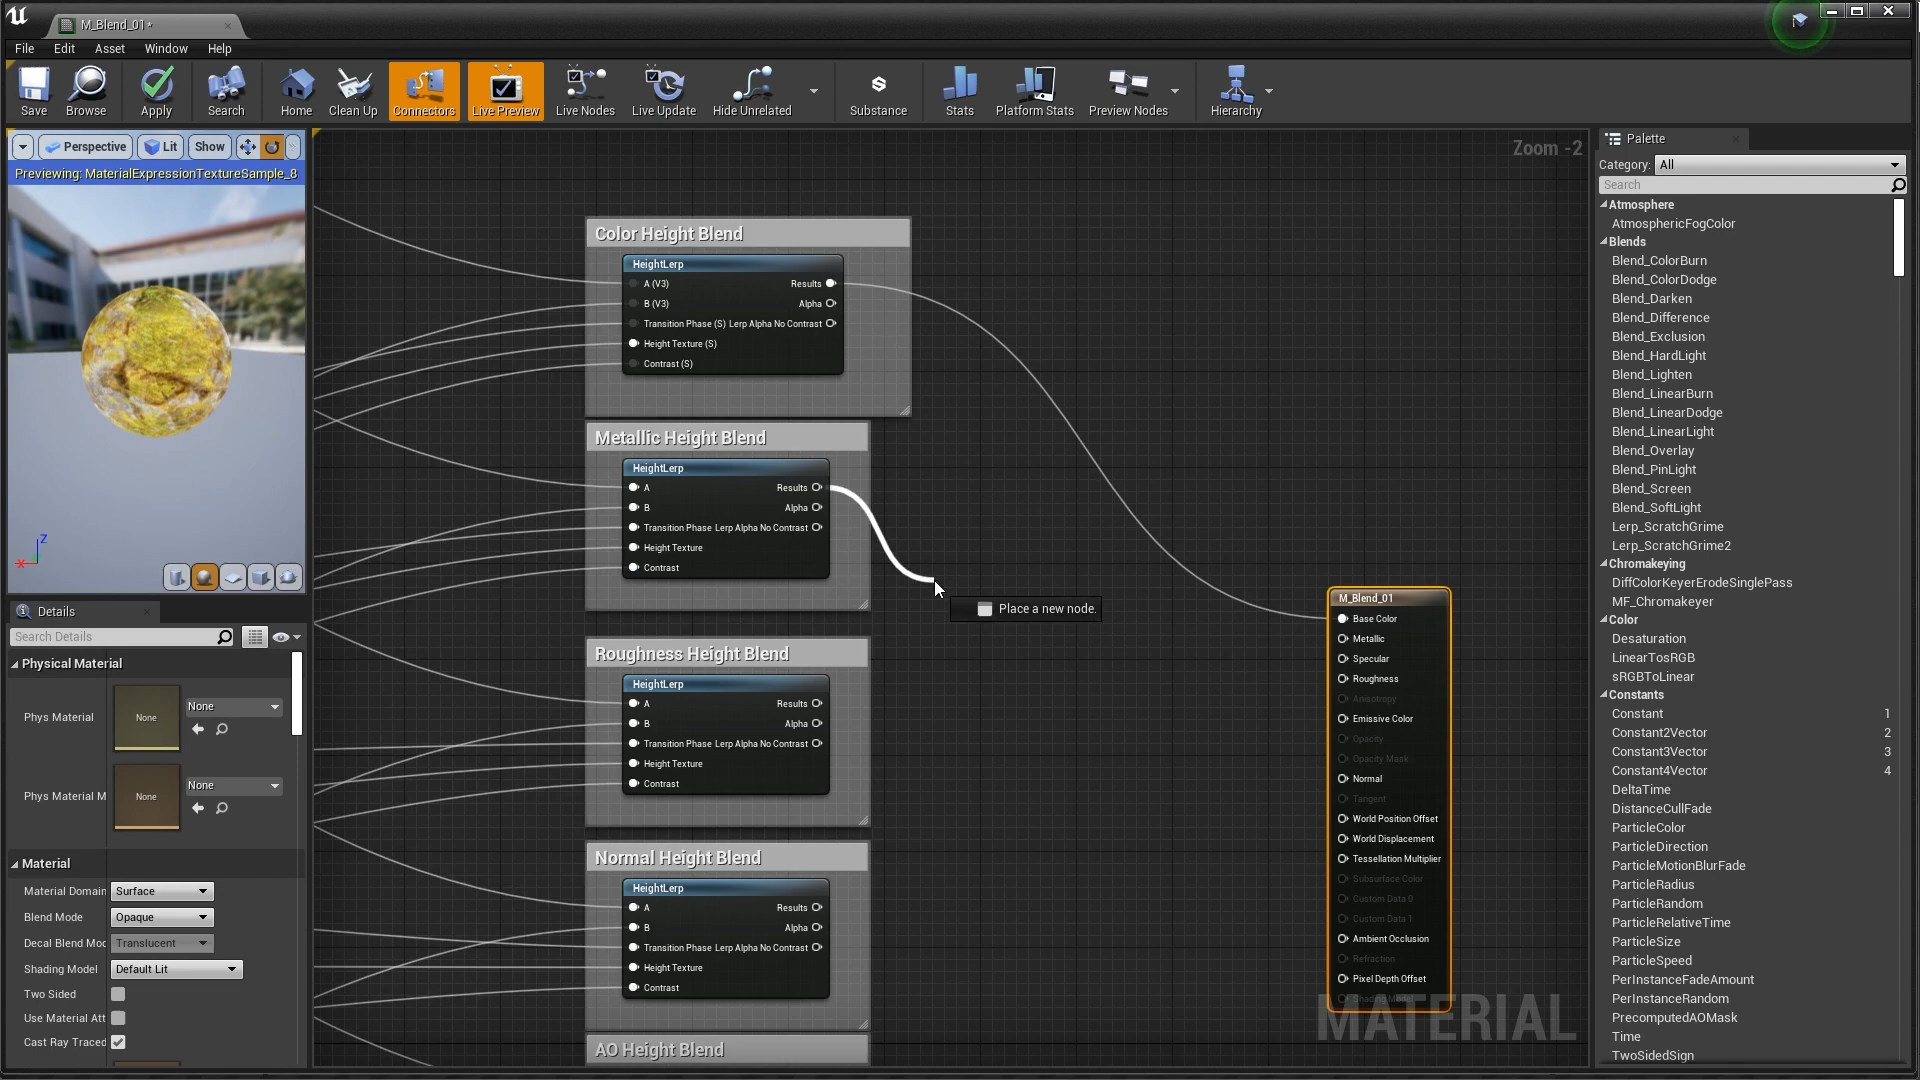 M_Blend_01*
File Edit Asset Window Help
Save Browse Apply Search Home Clean Up Connectors Live Preview Live Nodes Live Update Hide Unrelated Substance Stats Platform Stats Preview Nodes Hierarchy
Perspective Lit Show
Previewing: MaterialExpressionTextureSample_8
Z
X
Details
Search Details
Physical Material
Phys Material
None
None
Phys Material M
None
None
Material
Material Domain
Surface
Blend Mode
Opaque
Decal Blend Moc
Translucent
Shading Model
Default Lit
Two Sided
Use Material Att
Cast Ray Traced
Zoom -2
Color Height Blend
HeightLerp
A (V3) Results
B (V3) Alpha
Transition Phase (S) Lerp Alpha No Contrast
Height Texture (S)
Contrast (S)
Metallic Height Blend
HeightLerp
A Results
B Alpha
Transition Phase Lerp Alpha No Contrast
Height Texture
Contrast
Place a new node.
Roughness Height Blend
HeightLerp
A Results
B Alpha
Transition Phase Lerp Alpha No Contrast
Height Texture
Contrast
Normal Height Blend
HeightLerp
A Results
B Alpha
Transition Phase Lerp Alpha No Contrast
Height Texture
Contrast
AO Height Blend
M_Blend_01
Base Color
Metallic
Specular
Roughness
Anisotropy
Emissive Color
Opacity
Opacity Mask
Normal
Tangent
World Position Offset
World Displacement
Tessellation Multiplier
Subsurface Color
Custom Data 0
Custom Data 1
Ambient Occlusion
Refraction
Pixel Depth Offset
Shading Model
MATERIAL
Palette
Category: All
Search
Atmosphere
AtmosphericFogColor
Blends
Blend_ColorBurn
Blend_ColorDodge
Blend_Darken
Blend_Difference
Blend_Exclusion
Blend_HardLight
Blend_Lighten
Blend_LinearBurn
Blend_LinearDodge
Blend_LinearLight
Blend_Overlay
Blend_PinLight
Blend_Screen
Blend_SoftLight
Lerp_ScratchGrime
Lerp_ScratchGrime2
Chromakeying
DiffColorKeyerErodeSinglePass
MF_Chromakeyer
Color
Desaturation
LinearTosRGB
sRGBToLinear
Constants
Constant 1
Constant2Vector 2
Constant3Vector 3
Constant4Vector 4
DeltaTime
DistanceCullFade
ParticleColor
ParticleDirection
ParticleMotionBlurFade
ParticleRadius
ParticleRandom
ParticleRelativeTime
ParticleSize
ParticleSpeed
PerInstanceFadeAmount
PerInstanceRandom
PrecomputedAOMask
Time
TwoSidedSign